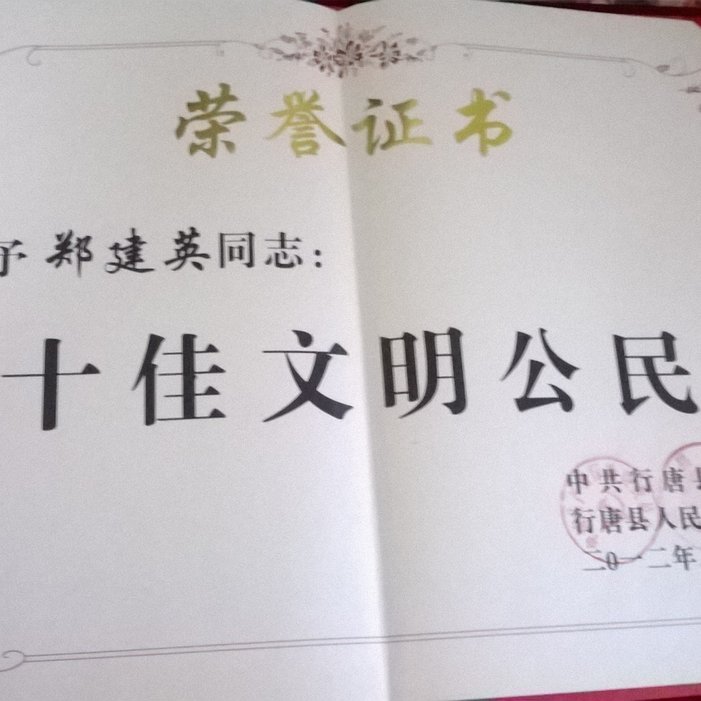 荣誉证书
予郑建英同志：
十佳文明公民
中共行唐县
行唐县人民
二〇一二年